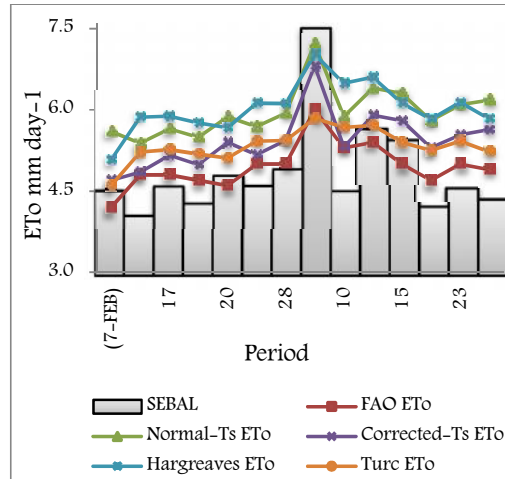 7.5
6.0
4.5
3.0
ETo mm day-1
(7-FEB)
17
20
28
10
15
23
Period
SEBAL
FAO ETo
Normal-Ts ETo
Corrected-Ts ETo
Hargreaves ETo
Turc ETo